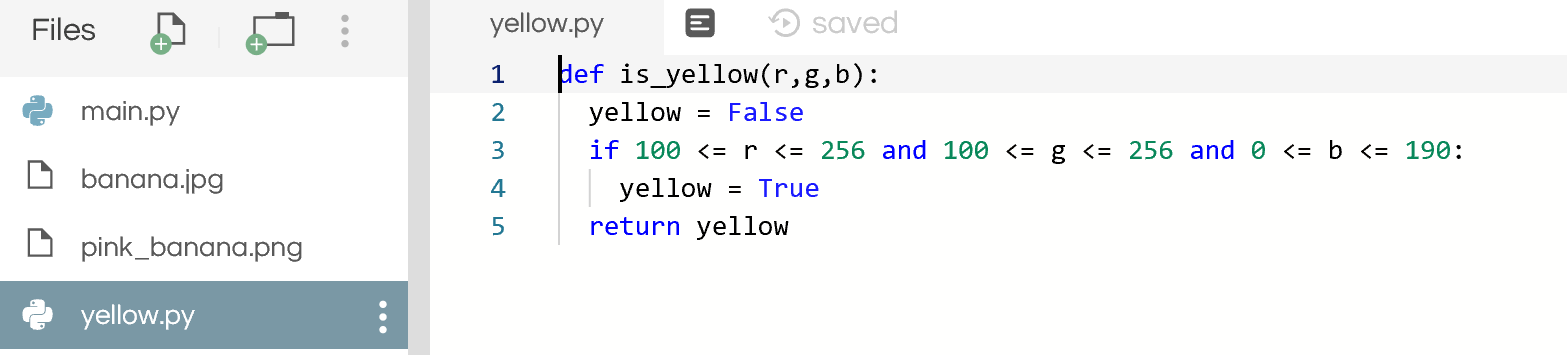 Files
main.py
banana.jpg
pink_banana.png
yellow.py
yellow.py saved
1 def is_yellow(r,g,b):
2   yellow = False
3   if 100 <= r <= 256 and 100 <= g <= 256 and 0 <= b <= 190:
4     yellow = True
5   return yellow